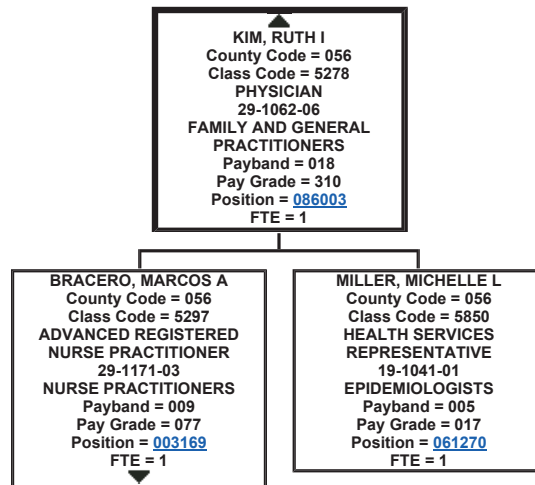 KIM, RUTH I
County Code = 056
Class Code = 5278
PHYSICIAN
29-1062-06
FAMILY AND GENERAL
PRACTITIONERS
Payband = 018
Pay Grade = 310
Position = 086003
FTE = 1
BRACERO, MARCOS A
County Code = 056
Class Code = 5297
ADVANCED REGISTERED
NURSE PRACTITIONER
29-1171-03
NURSE PRACTITIONERS
Payband = 009
Pay Grade = 077
Position = 003169
FTE = 1
MILLER, MICHELLE L
County Code = 056
Class Code = 5850
HEALTH SERVICES
REPRESENTATIVE
19-1041-01
EPIDEMIOLOGISTS
Payband = 005
Pay Grade = 017
Position = 061270
FTE = 1